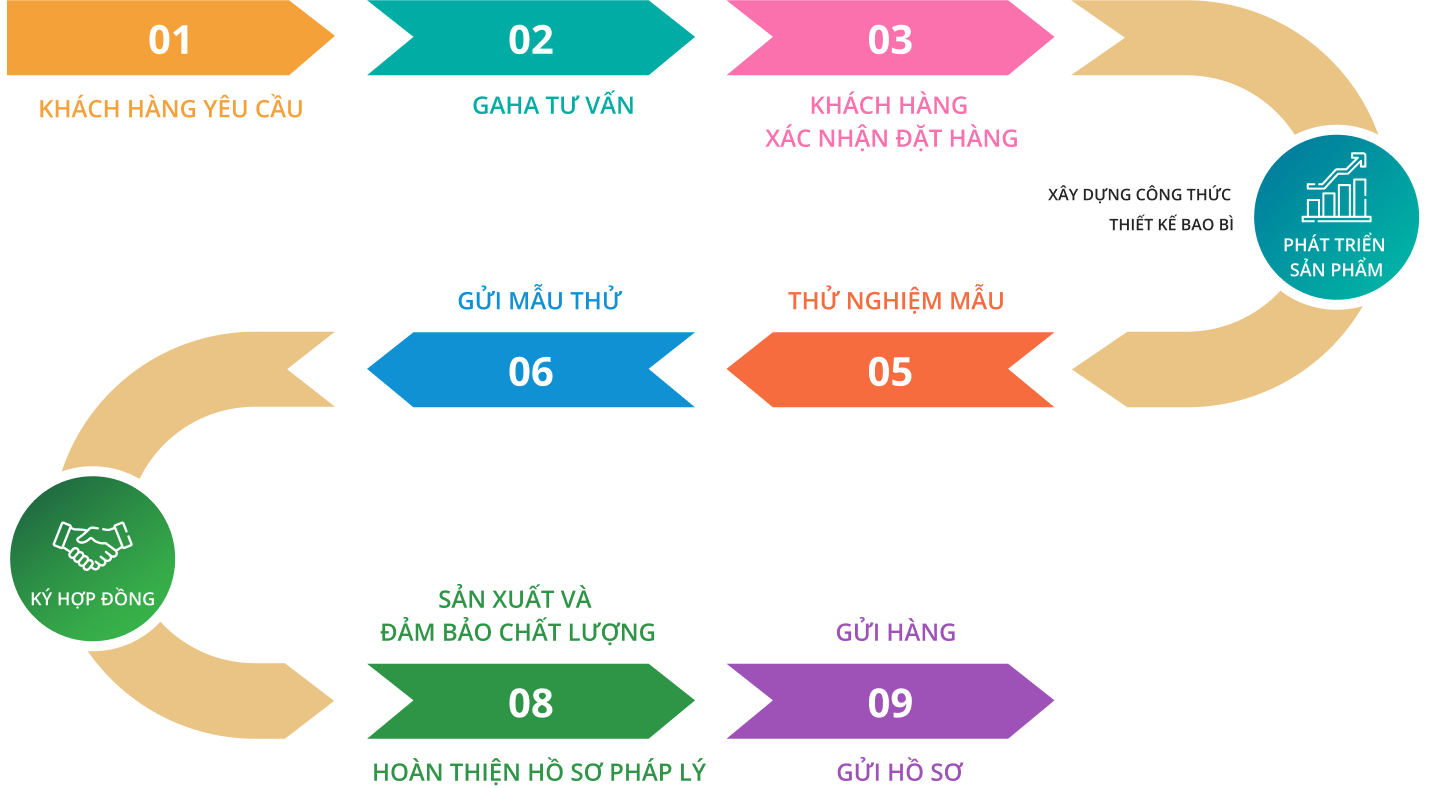 01
KHÁCH HÀNG YÊU CẦU
02
GAHA TƯ VẤN
03
KHÁCH HÀNG
XÁC NHẬN ĐẶT HÀNG
XÂY DỰNG CÔNG THỨC
THIẾT KẾ BAO BÌ
PHÁT TRIỂN
SẢN PHẨM
THỬ NGHIỆM MẪU
05
GỬI MẪU THỬ
06
KÝ HỢP ĐỒNG
SẢN XUẤT VÀ
ĐẢM BẢO CHẤT LƯỢNG
08
HOÀN THIỆN HỒ SƠ PHÁP LÝ
GỬI HÀNG
09
GỬI HỒ SƠ